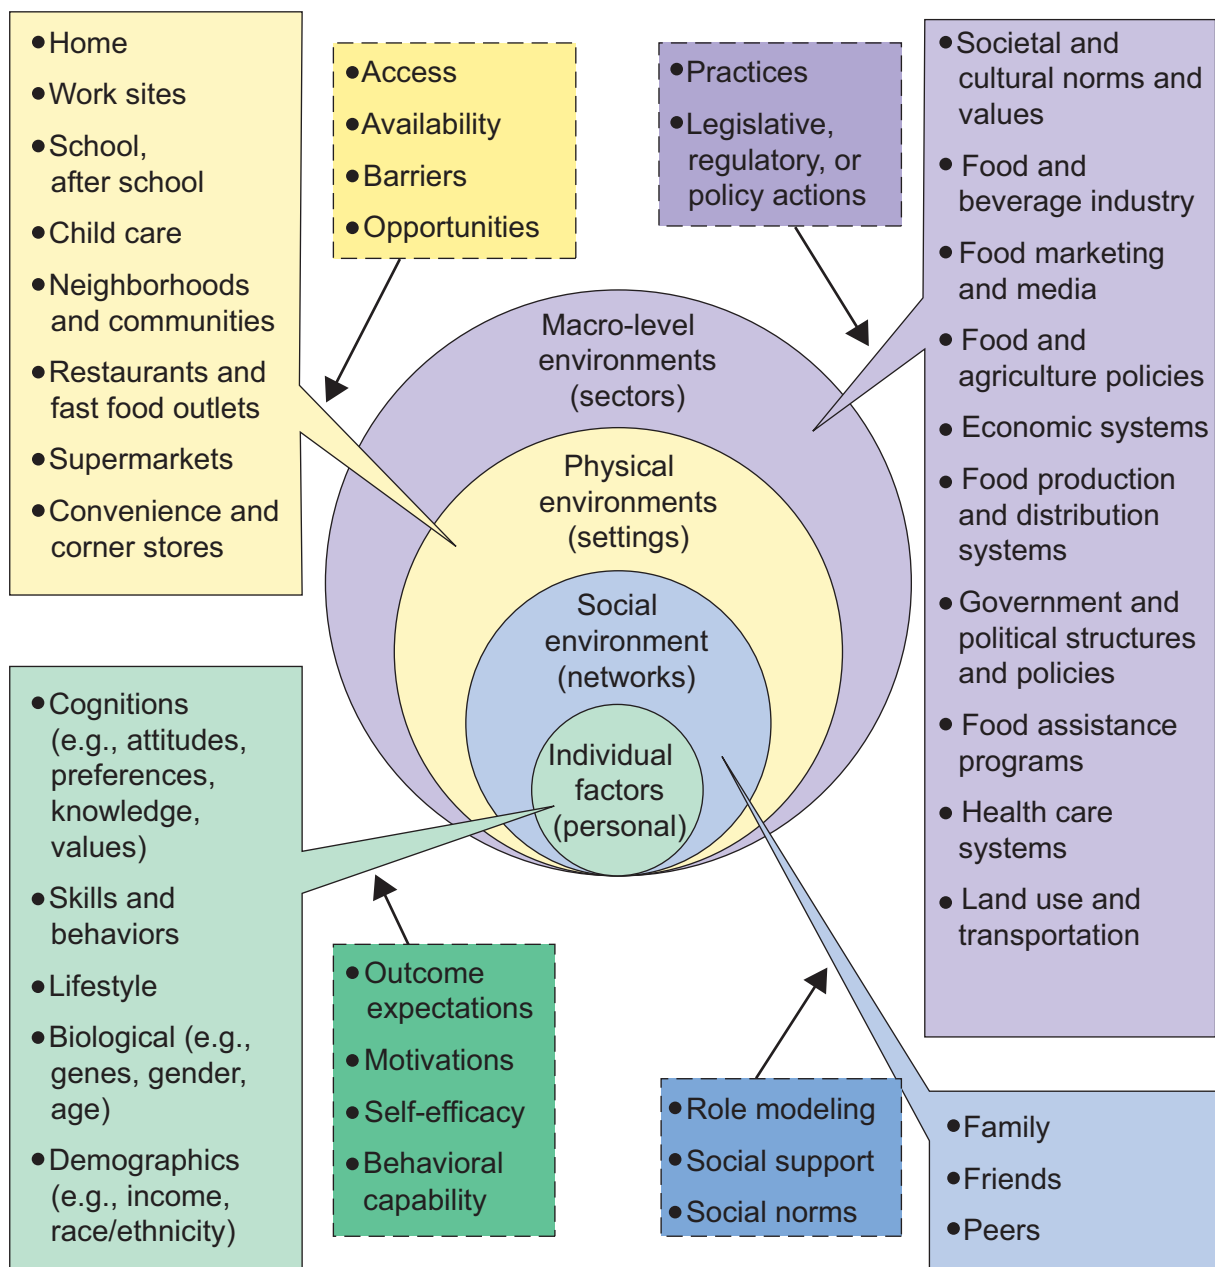 •Home
•Work sites
•School,
after school
•Child care
•Neighborhoods
and communities
•Restaurants and
fast food outlets
•Supermarkets
•Convenience and
corner stores
•Access
•Availability
•Barriers
•Opportunities
•Practices
•Legislative,
regulatory, or
policy actions
•Societal and
cultural norms and
values
•Food and
beverage industry
•Food marketing
and media
•Food and
agriculture policies
•Economic systems
•Food production
and distribution
systems
•Government and
political structures
and policies
•Food assistance
programs
•Health care
systems
•Land use and
transportation
Macro-level
environments
(sectors)
Physical
environments
(settings)
Social
environment
(networks)
Individual
factors
(personal)
•Cognitions
(e.g., attitudes,
preferences,
knowledge,
values)
•Skills and
behaviors
•Lifestyle
•Biological (e.g.,
genes, gender,
age)
•Demographics
(e.g., income,
race/ethnicity)
•Outcome
expectations
•Motivations
•Self-efficacy
•Behavioral
capability
•Role modeling
•Social support
•Social norms
•Family
•Friends
•Peers